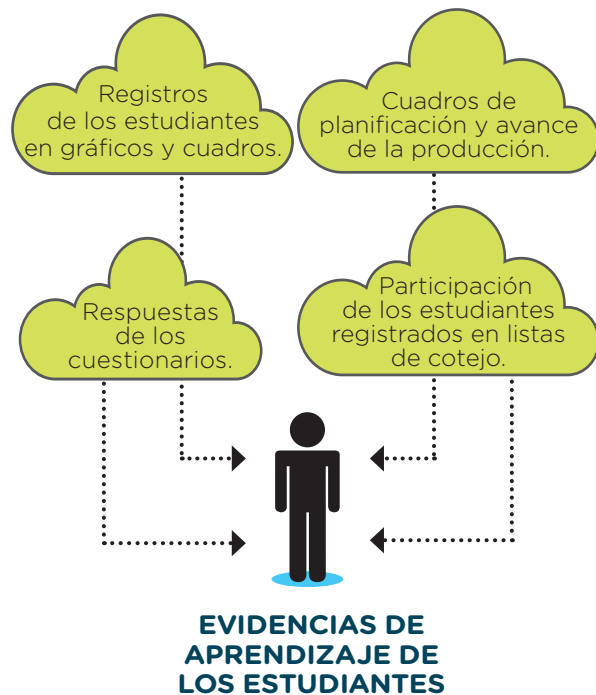 Registros
de los estudiantes
en gráficos y cuadros.
Cuadros de
planificación y avance
de la producción.
Respuestas
de los
cuestionarios.
Participación
de los estudiantes
registrados en listas
de cotejo.
EVIDENCIAS DE
APRENDIZAJE DE
LOS ESTUDIANTES